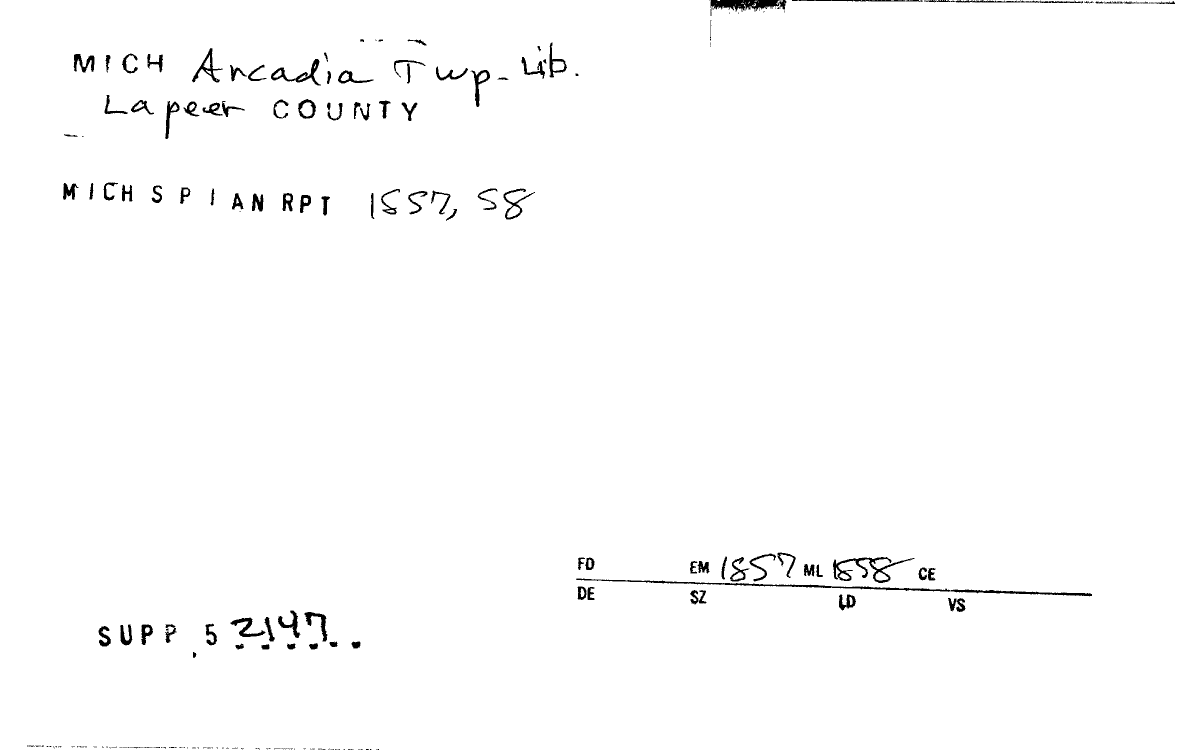 MICH Arcadia Twp. Lib.
Lapeer COUNTY
MICH S P I AN RPT 1857, 58
FD EM 1857 ML 1858 CE
DE SZ LD VS
SUPP. 5 2147